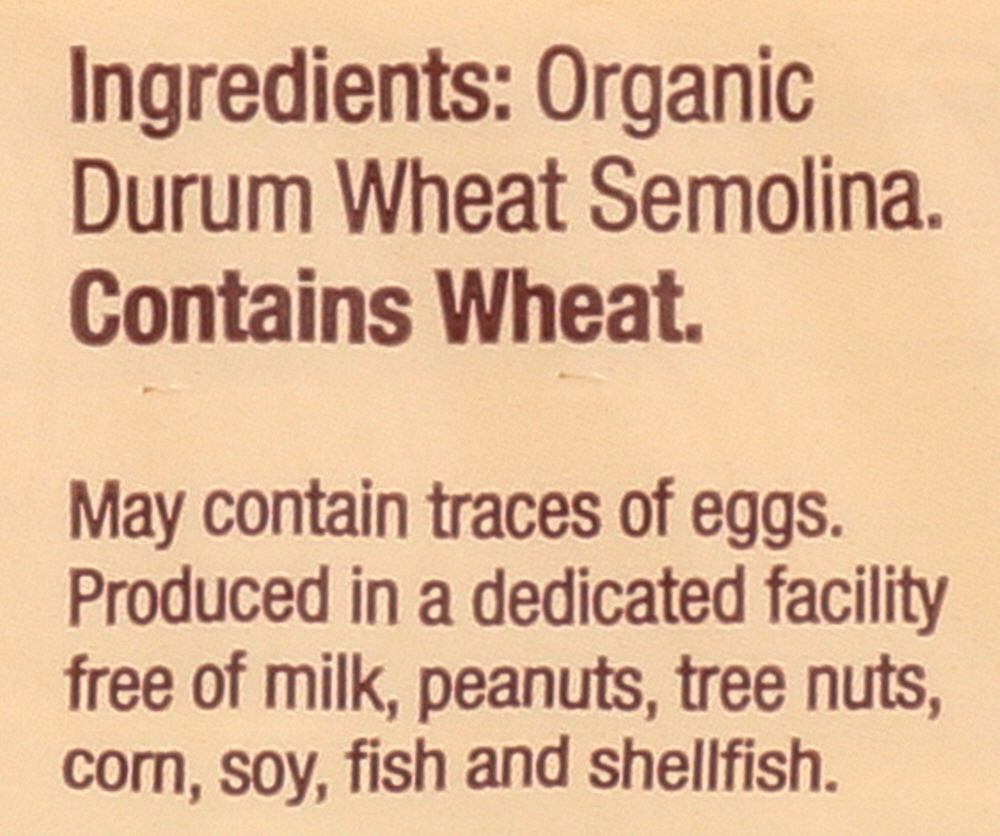 Ingredients: Organic
Durum Wheat Semolina.
Contains Wheat.
May contain traces of eggs.
Produced in a dedicated facility
free of milk, peanuts, tree nuts,
corn, soy, fish and shellfish.